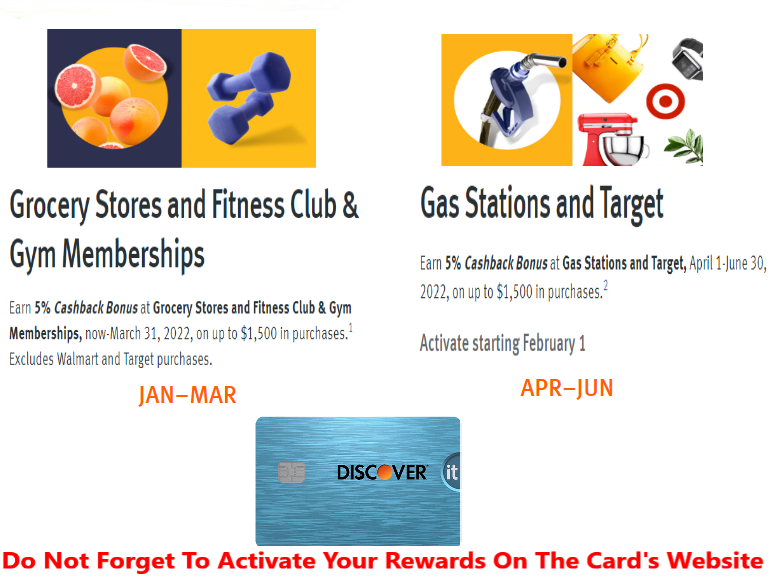 Grocery Stores and Fitness Club &
Gym Memberships
Earn 5% Cashback Bonus at Grocery Stores and Fitness Club & Gym
Memberships, now-March 31, 2022, on up to $1,500 in purchases.1
Excludes Walmart and Target purchases.
JAN–MAR
Gas Stations and Target
Earn 5% Cashback Bonus at Gas Stations and Target, April 1-June 30,
2022, on up to $1,500 in purchases.2
Activate starting February 1
APR–JUN
DISCOVER it
Do Not Forget To Activate Your Rewards On The Card's Website